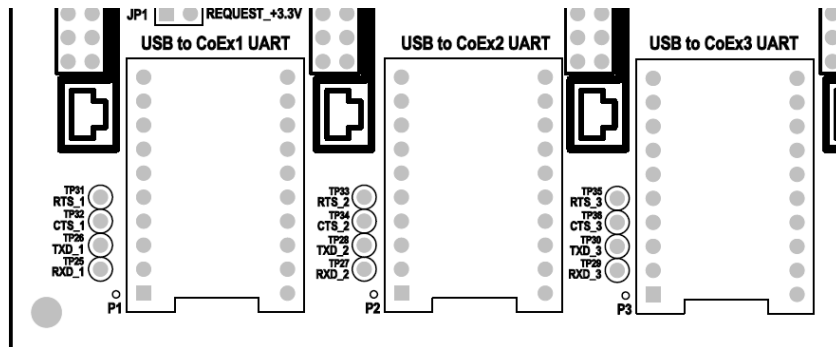 JP1 REQUEST_+3.3V
USB to CoEx1 UART
USB to CoEx2 UART
USB to CoEx3 UART
TP31
RTS_1
TP32
CTS_1
TP26
TXD_1
TP25
RXD_1
P1
TP33
RTS_2
TP34
CTS_2
TP28
TXD_2
TP27
RXD_2
P2
TP35
RTS_3
TP36
CTS_3
TP30
TXD_3
TP29
RXD_3
P3